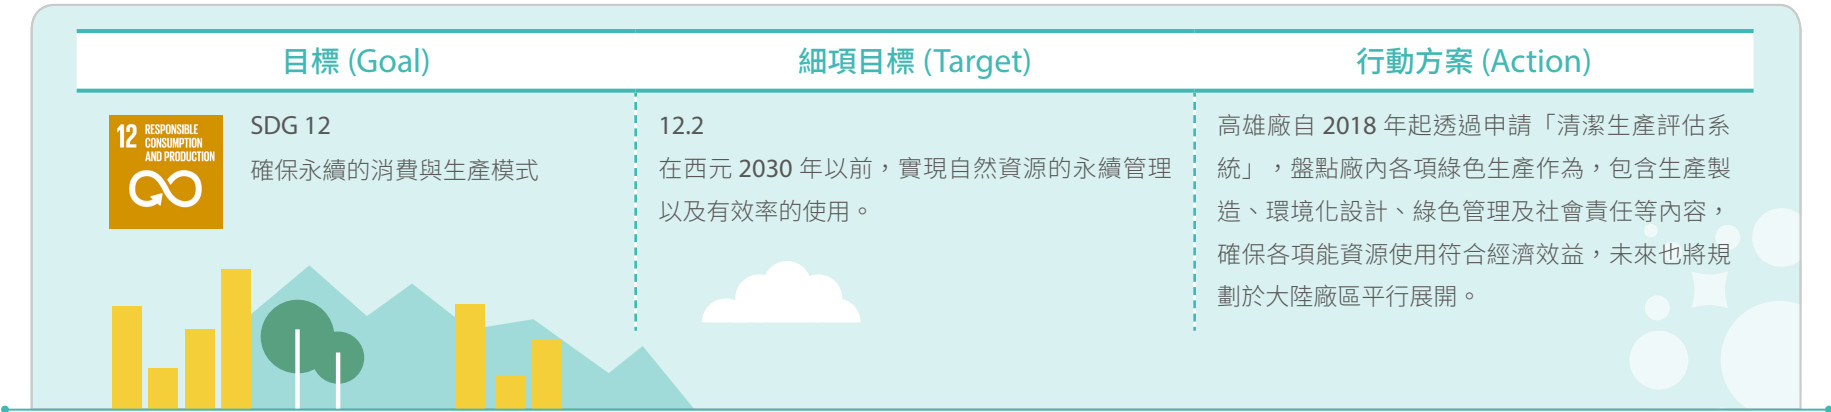 目標 (Goal)
細項目標 (Target)
行動方案 (Action)
12 RESPONSIBLE
CONSUMPTION
AND PRODUCTION
SDG 12
確保永續的消費與生產模式
12.2
在西元 2030 年以前，實現自然資源的永續管理
以及有效率的使用。
高雄廠自 2018 年起透過申請「清潔生產評估系
統」，盤點廠內各項綠色生產作為，包含生產製
造、環境化設計、綠色管理及社會責任等內容，
確保各項能資源使用符合經濟效益，未來也將規
劃於大陸廠區平行展開。